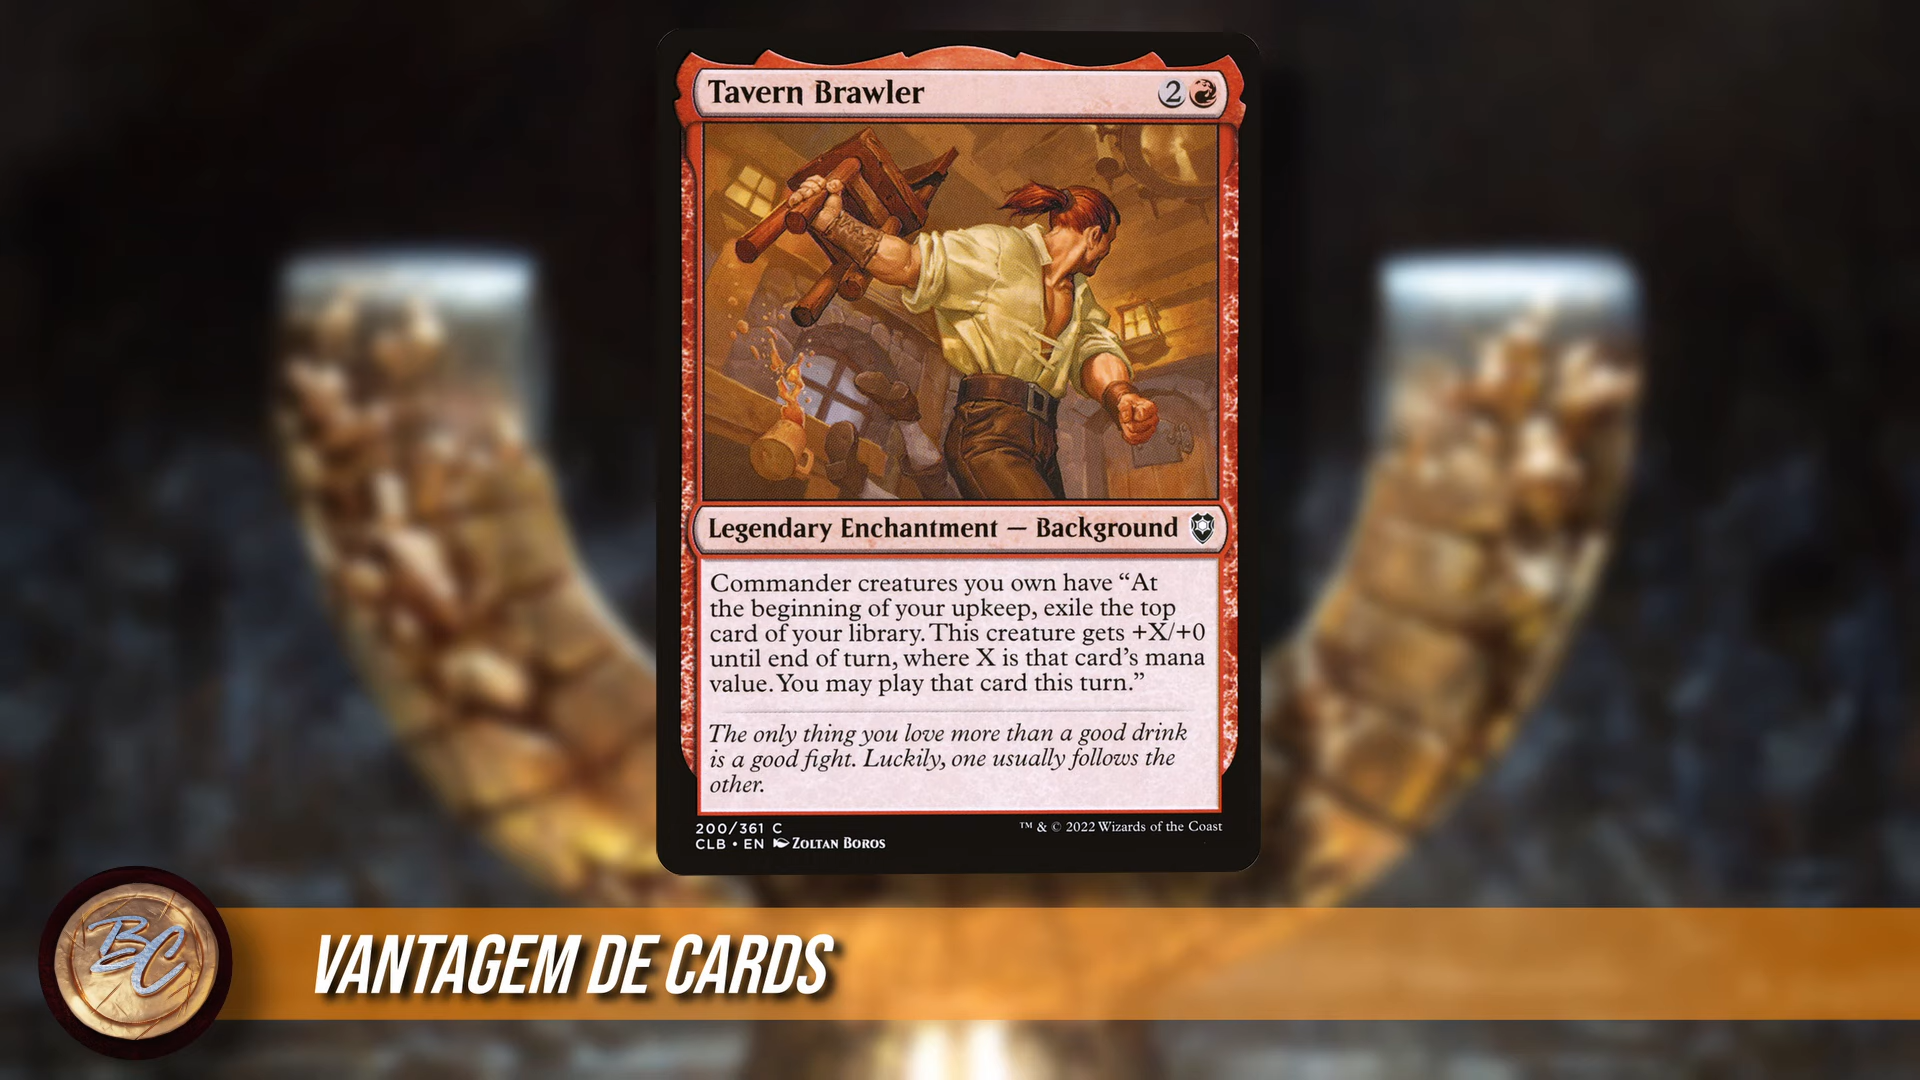 Tavern Brawler
2
Legendary Enchantment — Background
Commander creatures you own have “At
the beginning of your upkeep, exile the top
card of your library. This creature gets +X/+0
until end of turn, where X is that card’s mana
value. You may play that card this turn.”
The only thing you love more than a good drink
is a good fight. Luckily, one usually follows the
other.
200/361 C
CLB • EN Zoltan Boros
™ & © 2022 Wizards of the Coast
BC
VANTAGEM DE CARDS